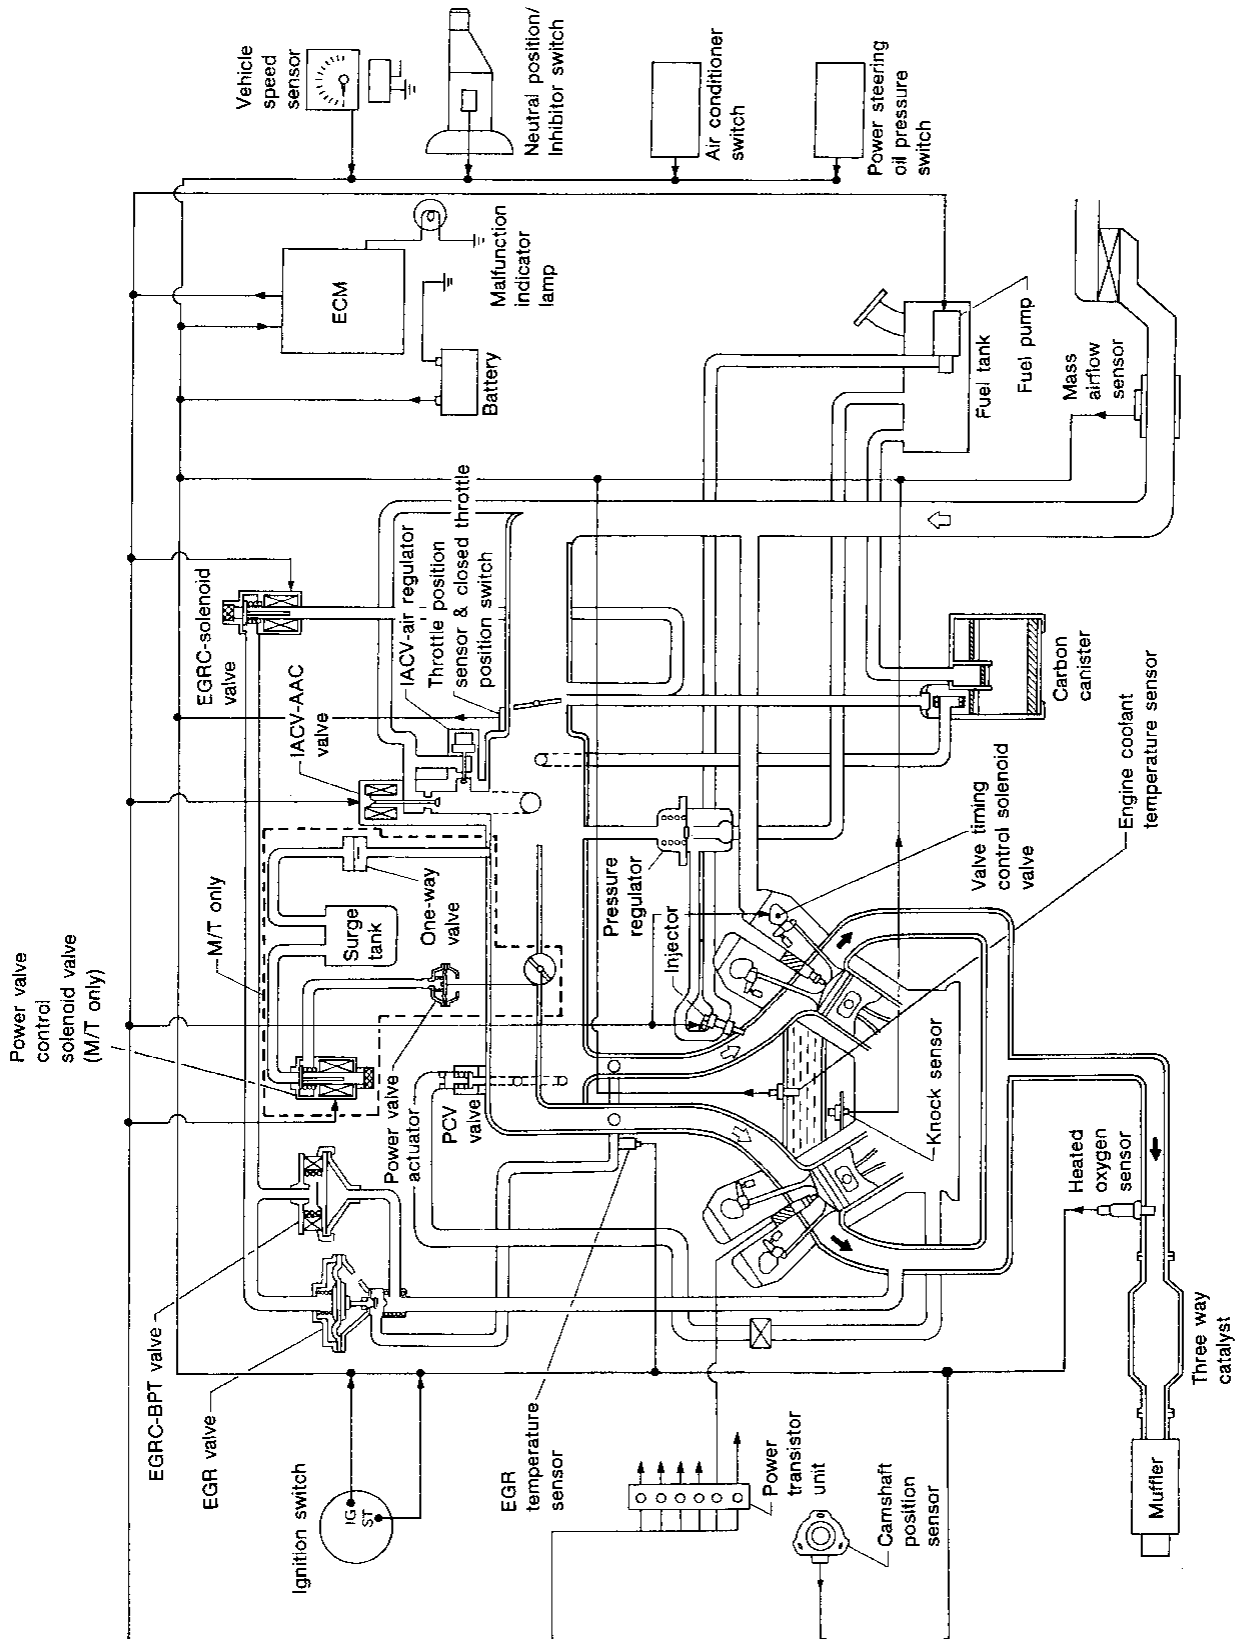 Vehicle
speed
sensor
Neutral position/
Inhibitor switch
Air conditioner
switch
Power steering
oil pressure
switch
ECM
Malfunction
indicator
lamp
Battery
Fuel tank
Fuel pump
Mass
airflow
sensor
EGRC-solenoid
valve
IACV-AAC
valve
IACV-air regulator
Throttle position
sensor & closed throttle
position switch
Carbon
canister
Engine coolant
temperature sensor
Valve timing
control solenoid
valve
Pressure
regulator
Injector
M/T only
One-way
valve
Surge
tank
Power valve
control
solenoid valve
(M/T only)
Power valve
actuator
PCV
valve
Knock sensor
Heated
oxygen
sensor
Three way
catalyst
Muffler
EGRC-BPT valve
EGR valve
Ignition switch
IG
ST
EGR
temperature
sensor
Power
transistor
unit
Camshaft
position
sensor